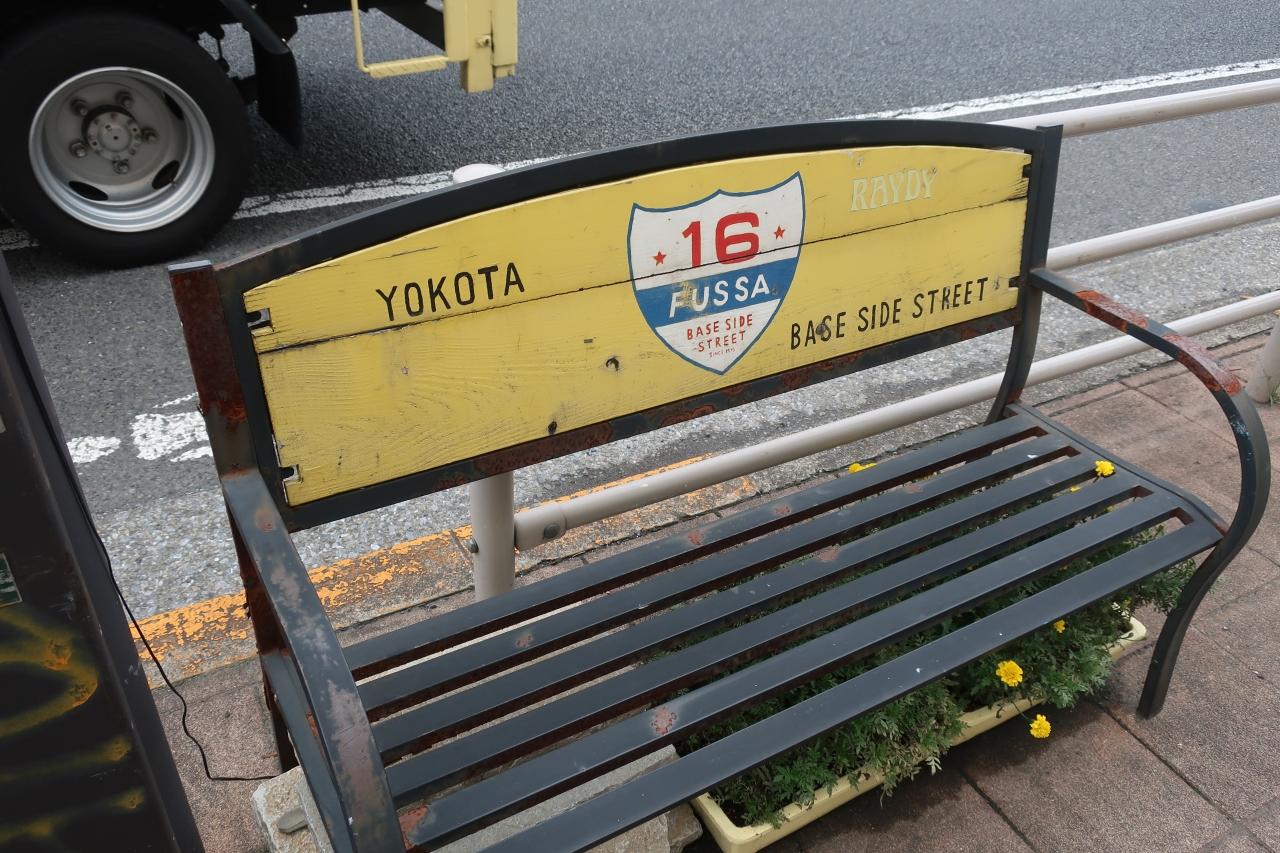 RAYDY
YOKOTA
16
FUSSA
BASE SIDE
STREET
BASE SIDE STREET